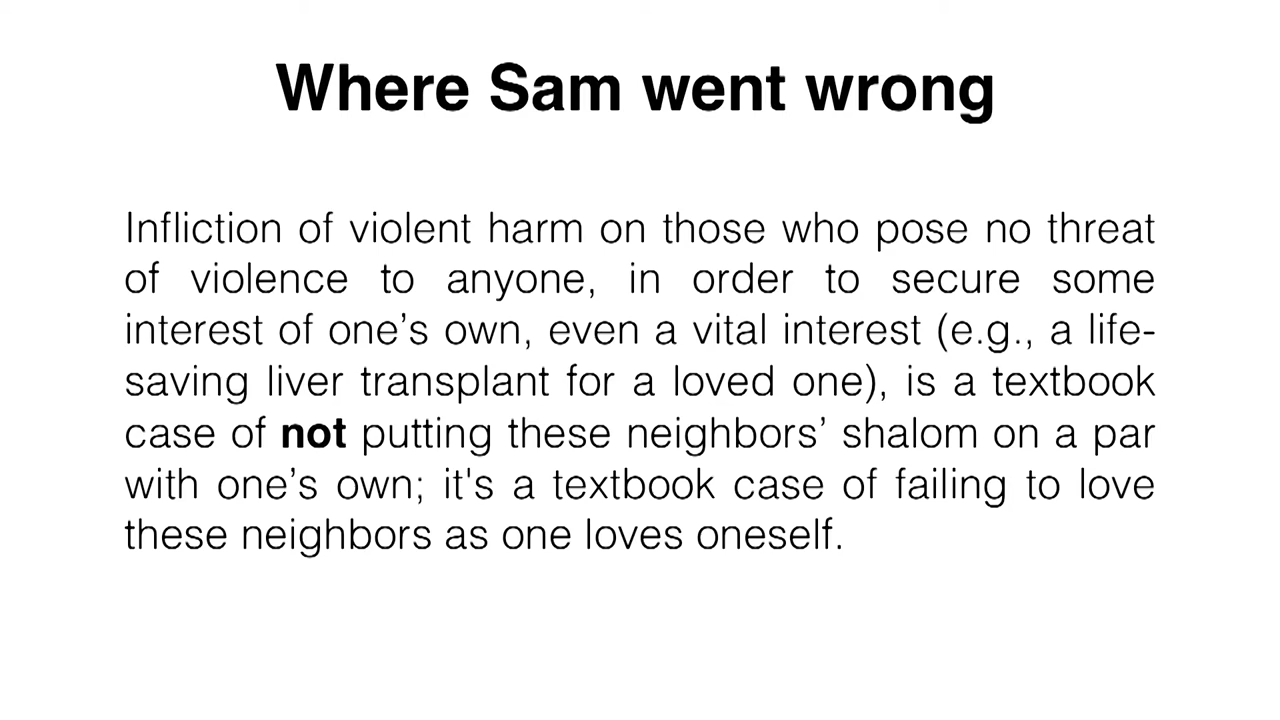 Where Sam went wrong
Infliction of violent harm on those who pose no threat
of violence to anyone, in order to secure some
interest of one’s own, even a vital interest (e.g., a life-
saving liver transplant for a loved one), is a textbook
case of not putting these neighbors’ shalom on a par
with one’s own; it's a textbook case of failing to love
these neighbors as one loves oneself.